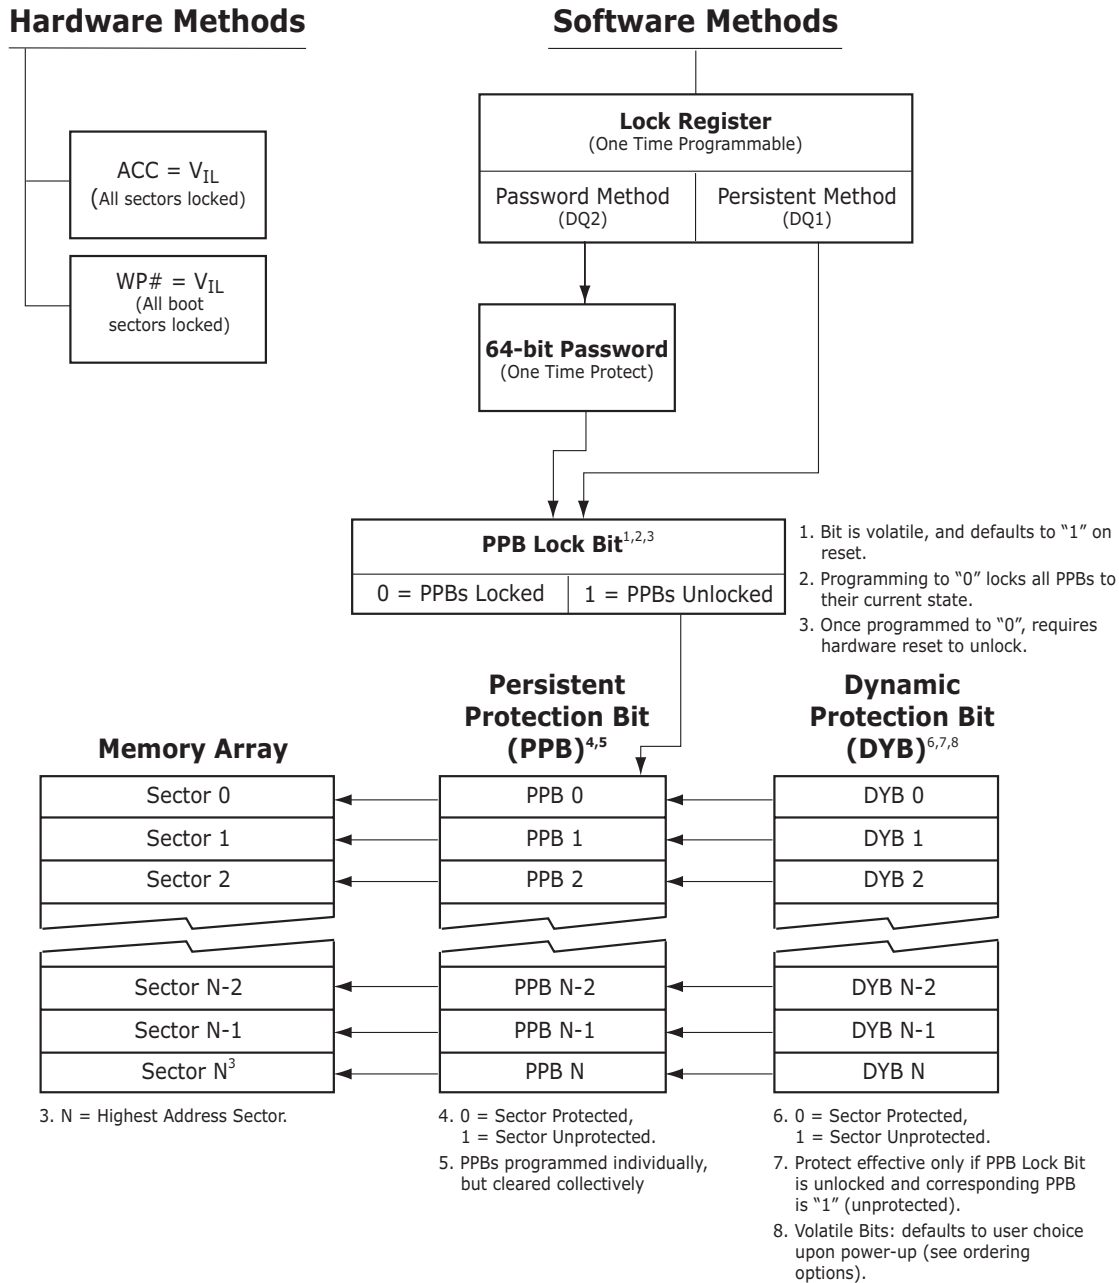 Hardware Methods
Software Methods
ACC = VIL
(All sectors locked)
WP# = VIL
(All boot
sectors locked)
Lock Register
(One Time Programmable)
Password Method
(DQ2)
Persistent Method
(DQ1)
64-bit Password
(One Time Protect)
PPB Lock Bit1,2,3
0 = PPBs Locked
1 = PPBs Unlocked
1. Bit is volatile, and defaults to “1” on
reset.
2. Programming to “0” locks all PPBs to
their current state.
3. Once programmed to “0”, requires
hardware reset to unlock.
Memory Array
Persistent
Protection Bit
(PPB)4,5
Dynamic
Protection Bit
(DYB)6,7,8
Sector 0
PPB 0
DYB 0
Sector 1
PPB 1
DYB 1
Sector 2
PPB 2
DYB 2
Sector N-2
PPB N-2
DYB N-2
Sector N-1
PPB N-1
DYB N-1
Sector N3
PPB N
DYB N
3. N = Highest Address Sector.
4. 0 = Sector Protected,
1 = Sector Unprotected.
5. PPBs programmed individually,
but cleared collectively
6. 0 = Sector Protected,
1 = Sector Unprotected.
7. Protect effective only if PPB Lock Bit
is unlocked and corresponding PPB
is “1” (unprotected).
8. Volatile Bits: defaults to user choice
upon power-up (see ordering
options).